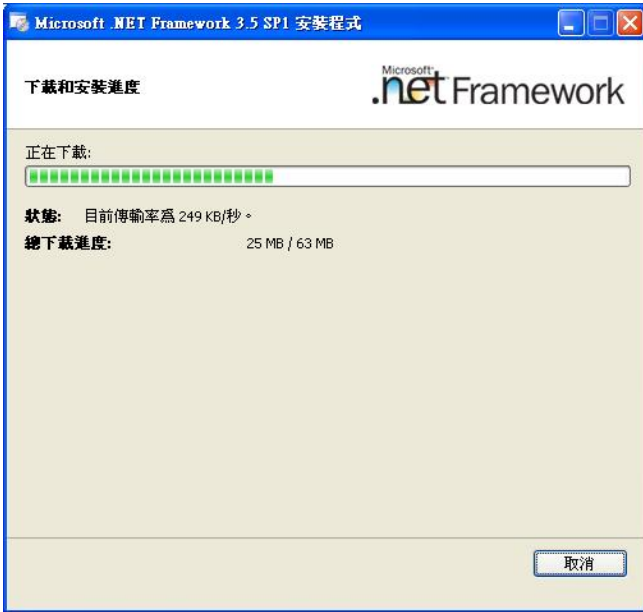 Microsoft .NET Framework 3.5 SP1 安裝程式
下載和安裝進度
Microsoft
.net Framework
正在下載:
狀態: 目前傳輸率爲 249 KB/秒。
總下載進度: 25 MB / 63 MB
取消